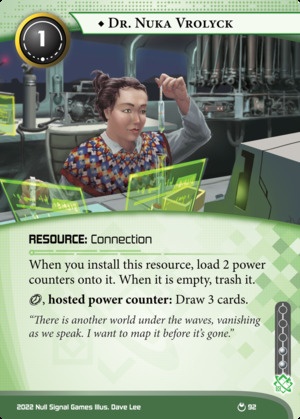 1
◆ Dr. Nuka Vrolyck
RESOURCE: Connection
When you install this resource, load 2 power
counters onto it. When it is empty, trash it.
, hosted power counter: Draw 3 cards.
“There is another world under the waves, vanishing
as we speak. I want to map it before it’s gone.”
2022 Null Signal Games Illus. Dave Lee
92